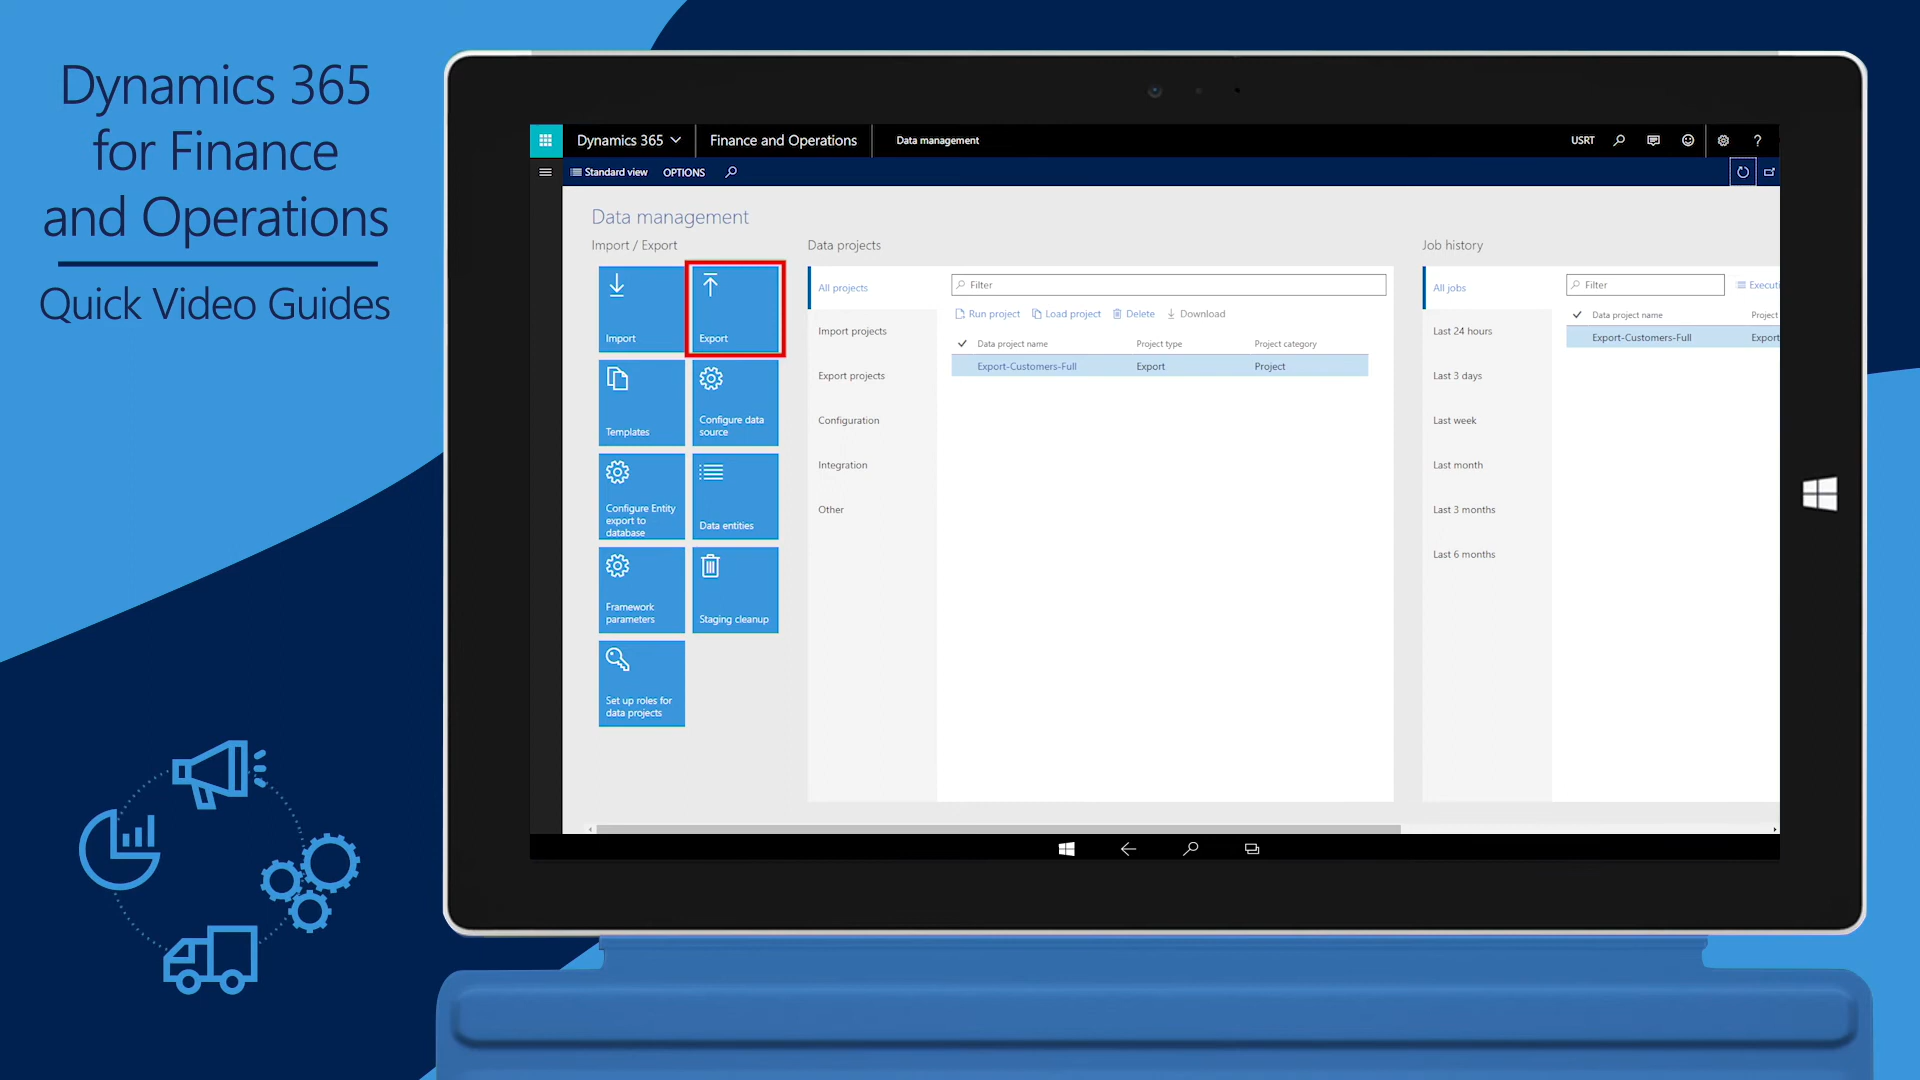 Dynamics 365
for Finance
and Operations
Quick Video Guides
Dynamics 365
Finance and Operations
Data management
USRT
?
Standard view
OPTIONS
Data management
Import / Export
Import
Export
Templates
Configure data
source
Configure Entity
export to
database
Data entities
Framework
parameters
Staging cleanup
Set up roles for
data projects
Data projects
All projects
Import projects
Export projects
Configuration
Integration
Other
Filter
Run project Load project Delete Download
Data project name Project type Project category
Export-Customers-Full Export Project
Job history
All jobs
Last 24 hours
Last 3 days
Last week
Last month
Last 3 months
Last 6 months
Filter Executi
Data project name Project
Export-Customers-Full Export